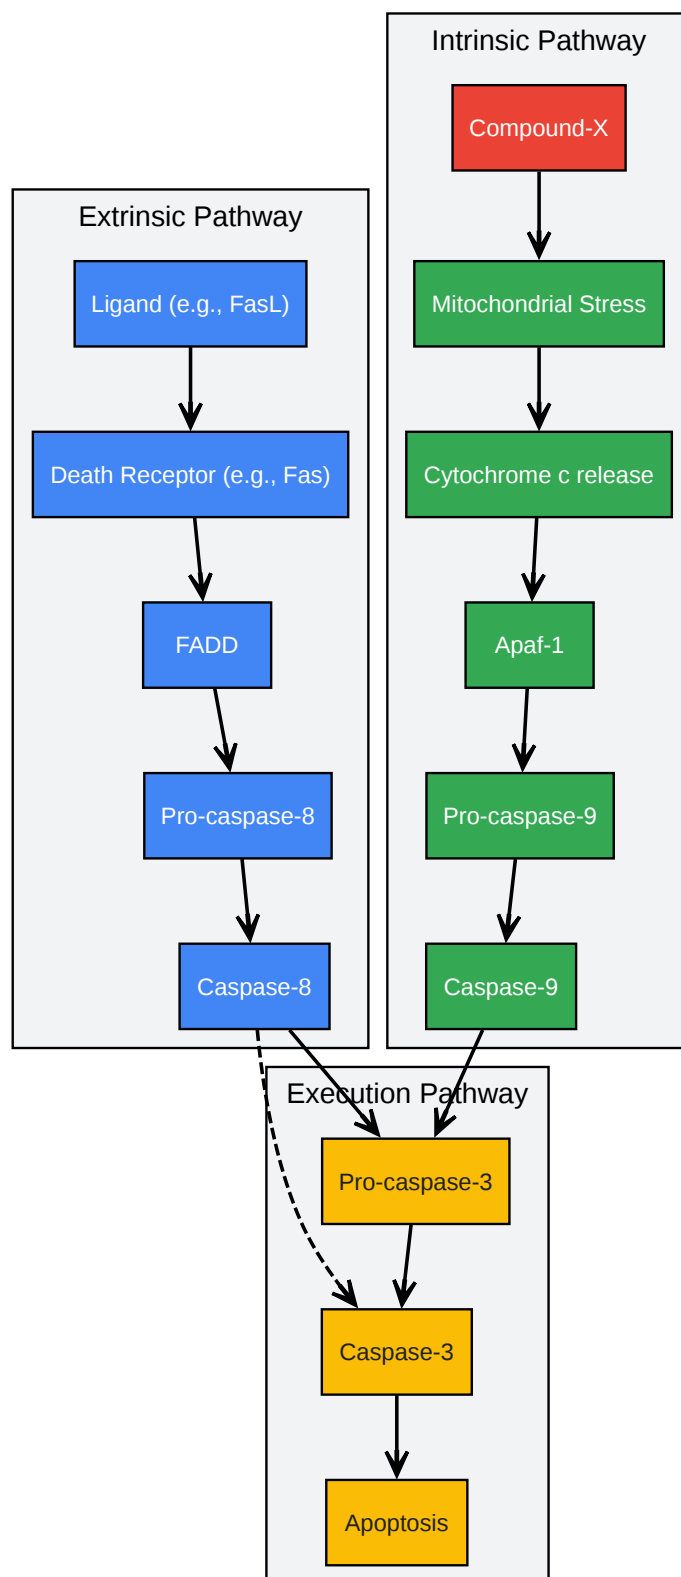 Intrinsic Pathway
Compound-X
Mitochondrial Stress
Cytochrome c release
Apaf-1
Pro-caspase-9
Caspase-9
Extrinsic Pathway
Ligand (e.g., FasL)
Death Receptor (e.g., Fas)
FADD
Pro-caspase-8
Caspase-8
Execution Pathway
Pro-caspase-3
Caspase-3
Apoptosis